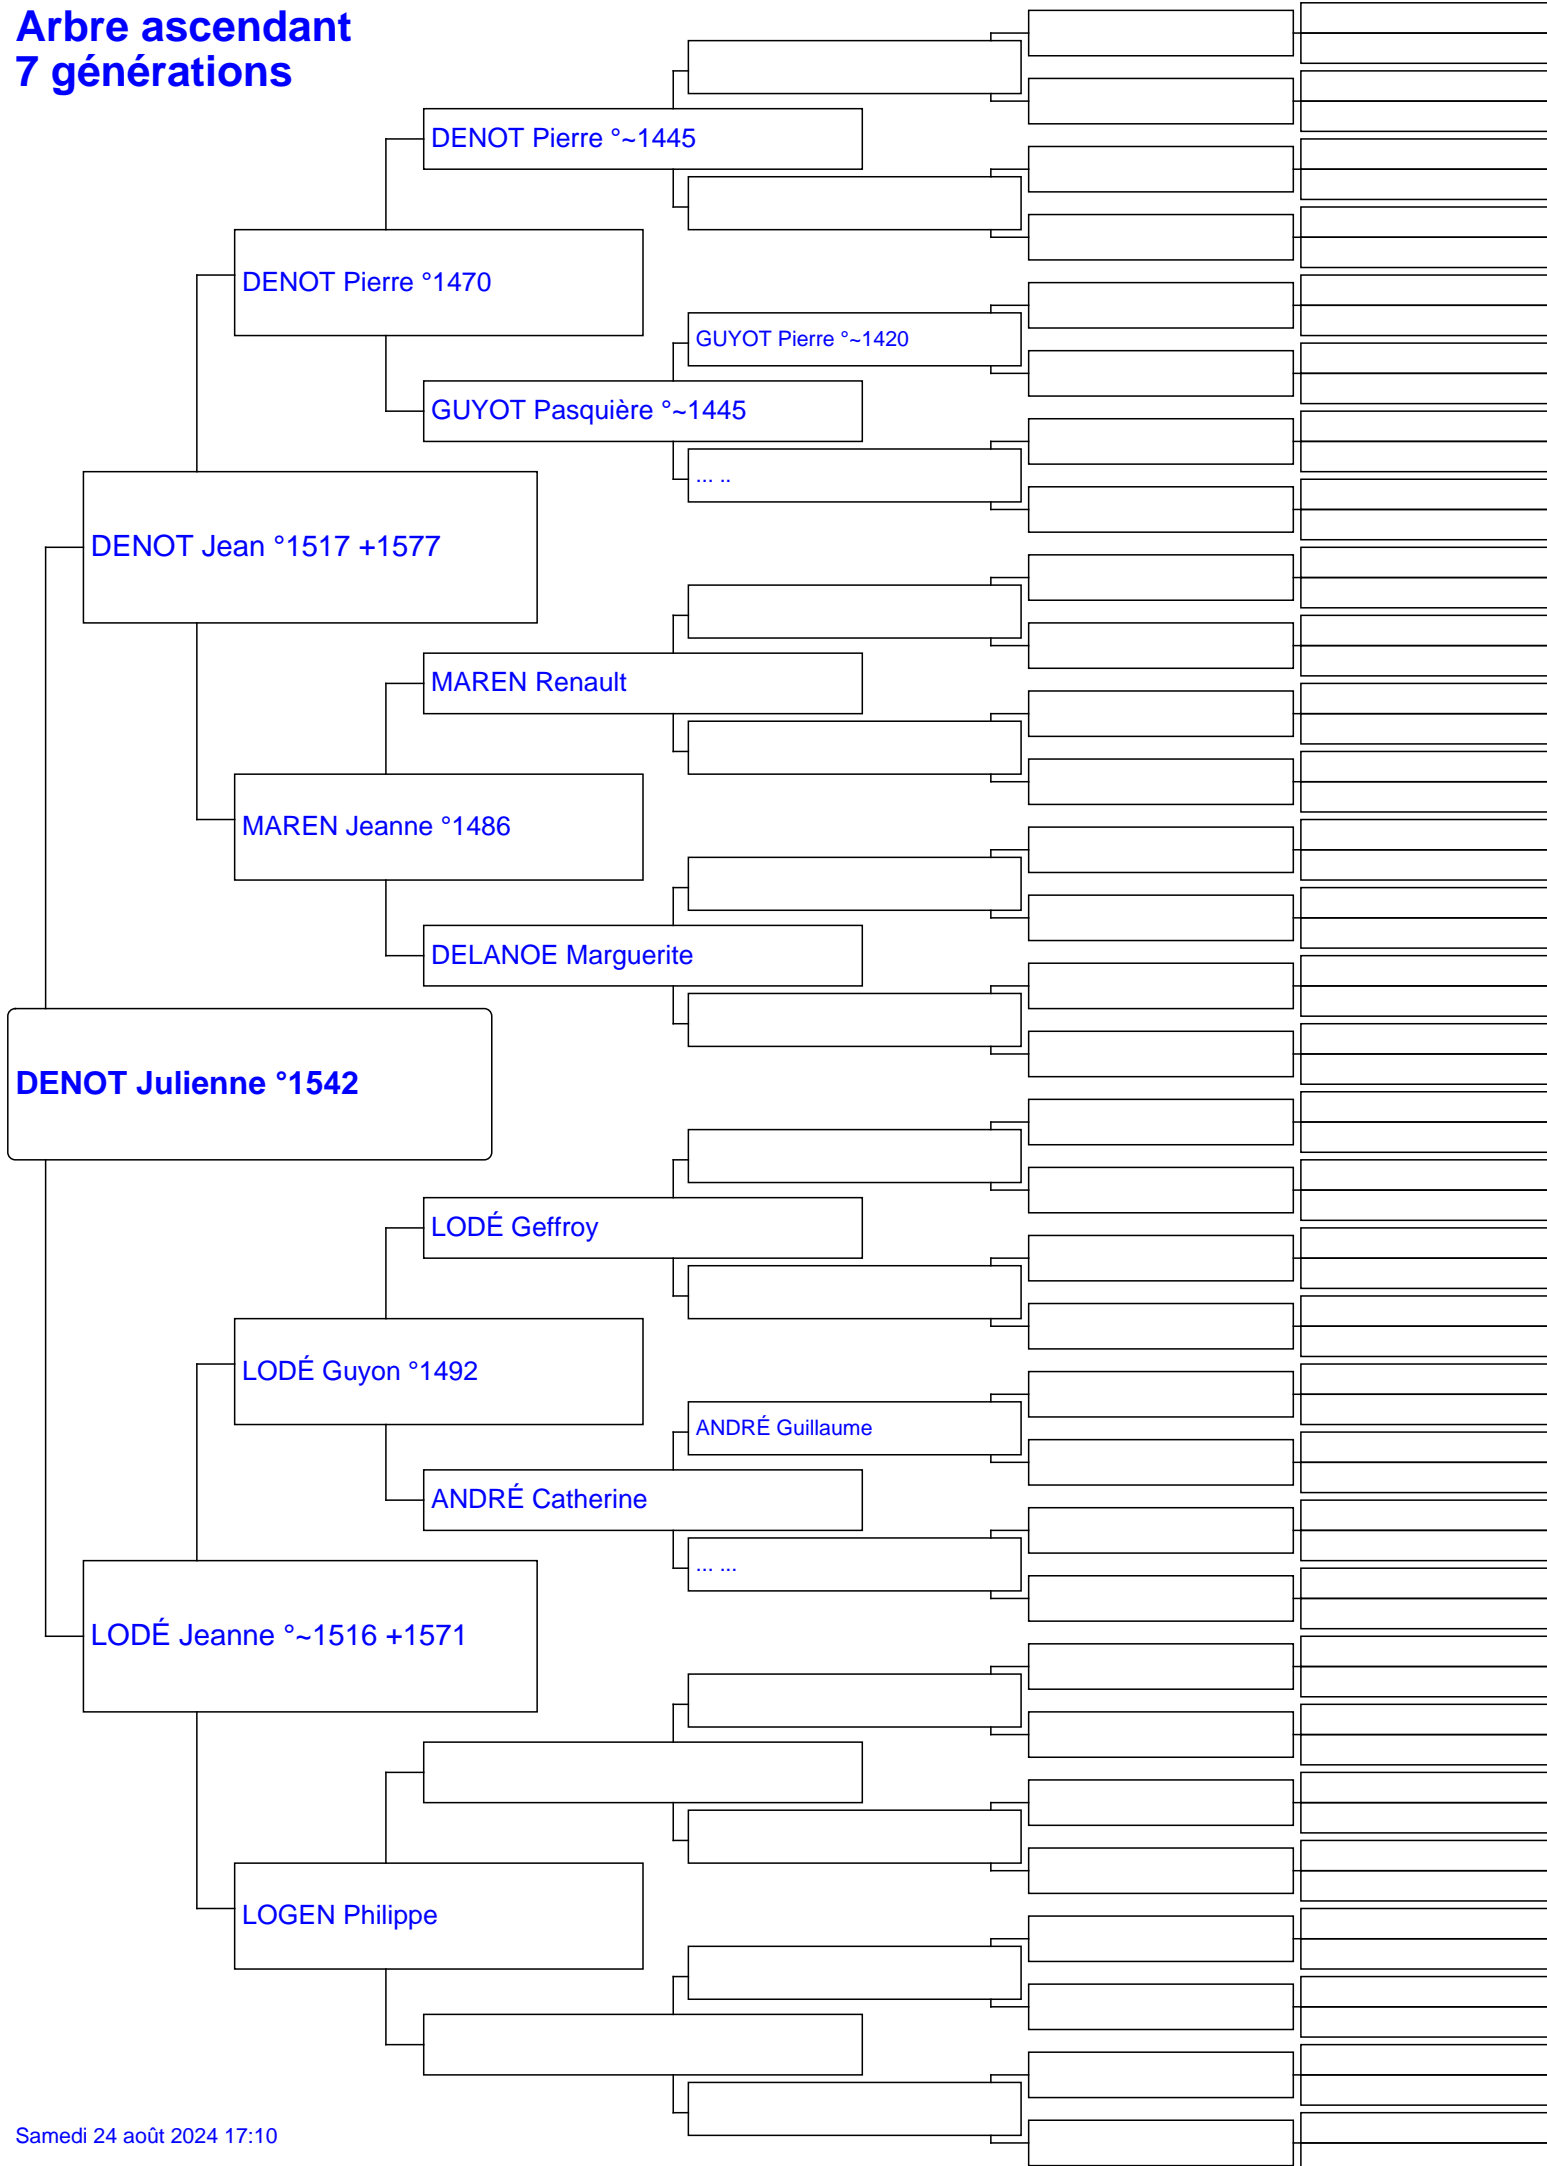 Arbre ascendant
7 générations
DENOT Pierre °~1445
DENOT Pierre °1470
GUYOT Pierre °~1420
GUYOT Pasquière °~1445
... ..
DENOT Jean °1517 +1577
MAREN Renault
MAREN Jeanne °1486
DELANOE Marguerite
DENOT Julienne °1542
LODÉ Geffroy
LODÉ Guyon °1492
ANDRÉ Guillaume
ANDRÉ Catherine
... ...
LODÉ Jeanne °~1516 +1571
LOGEN Philippe
Samedi 24 août 2024 17:10